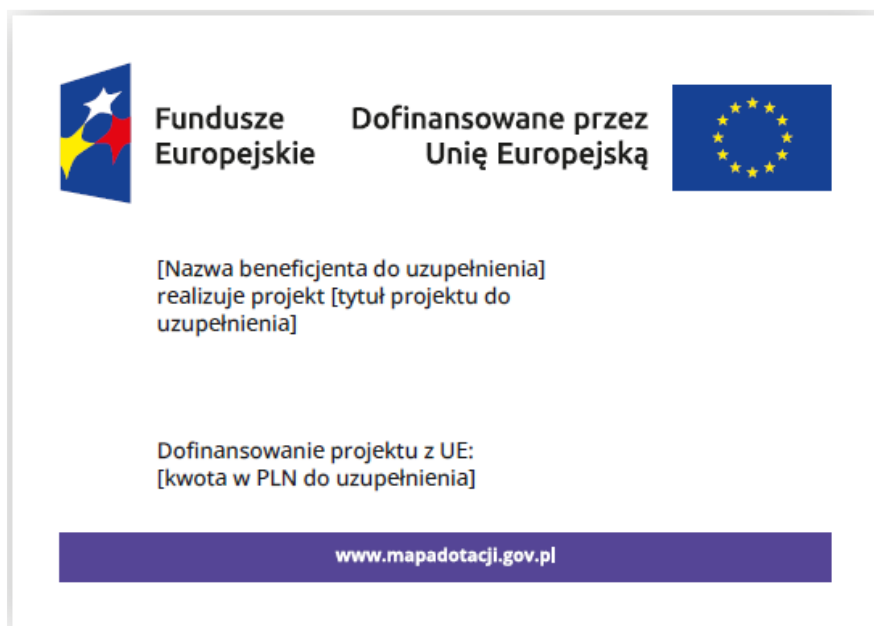 Fundusze
Europejskie
Dofinansowane przez
Unię Europejską
[Nazwa beneficjenta do uzupełnienia]
realizuje projekt [tytuł projektu do
uzupełnienia]
Dofinansowanie projektu z UE:
[kwota w PLN do uzupełnienia]
www.mapadotacji.gov.pl